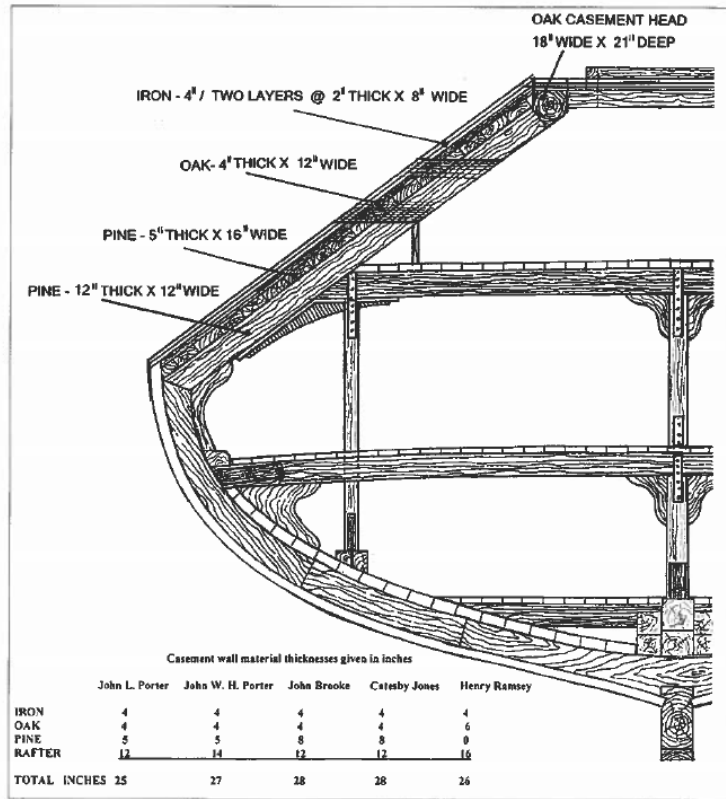 OAK CASEMENT HEAD
18" WIDE X 21" DEEP
IRON - 4" / TWO LAYERS @ 2" THICK X 8" WIDE
OAK- 4" THICK X 12" WIDE
PINE - 5" THICK X 16" WIDE
PINE - 12" THICK X 12" WIDE
Casement wall material thicknesses given in inches
John L. Porter John W. H. Porter John Brooke Catesby Jones Henry Ramsey
IRON 4 4 4 4 4
OAK 4 4 4 4 6
PINE 5 5 8 8 0
RAFTER 12 14 12 12 16
TOTAL INCHES 25 27 28 28 26